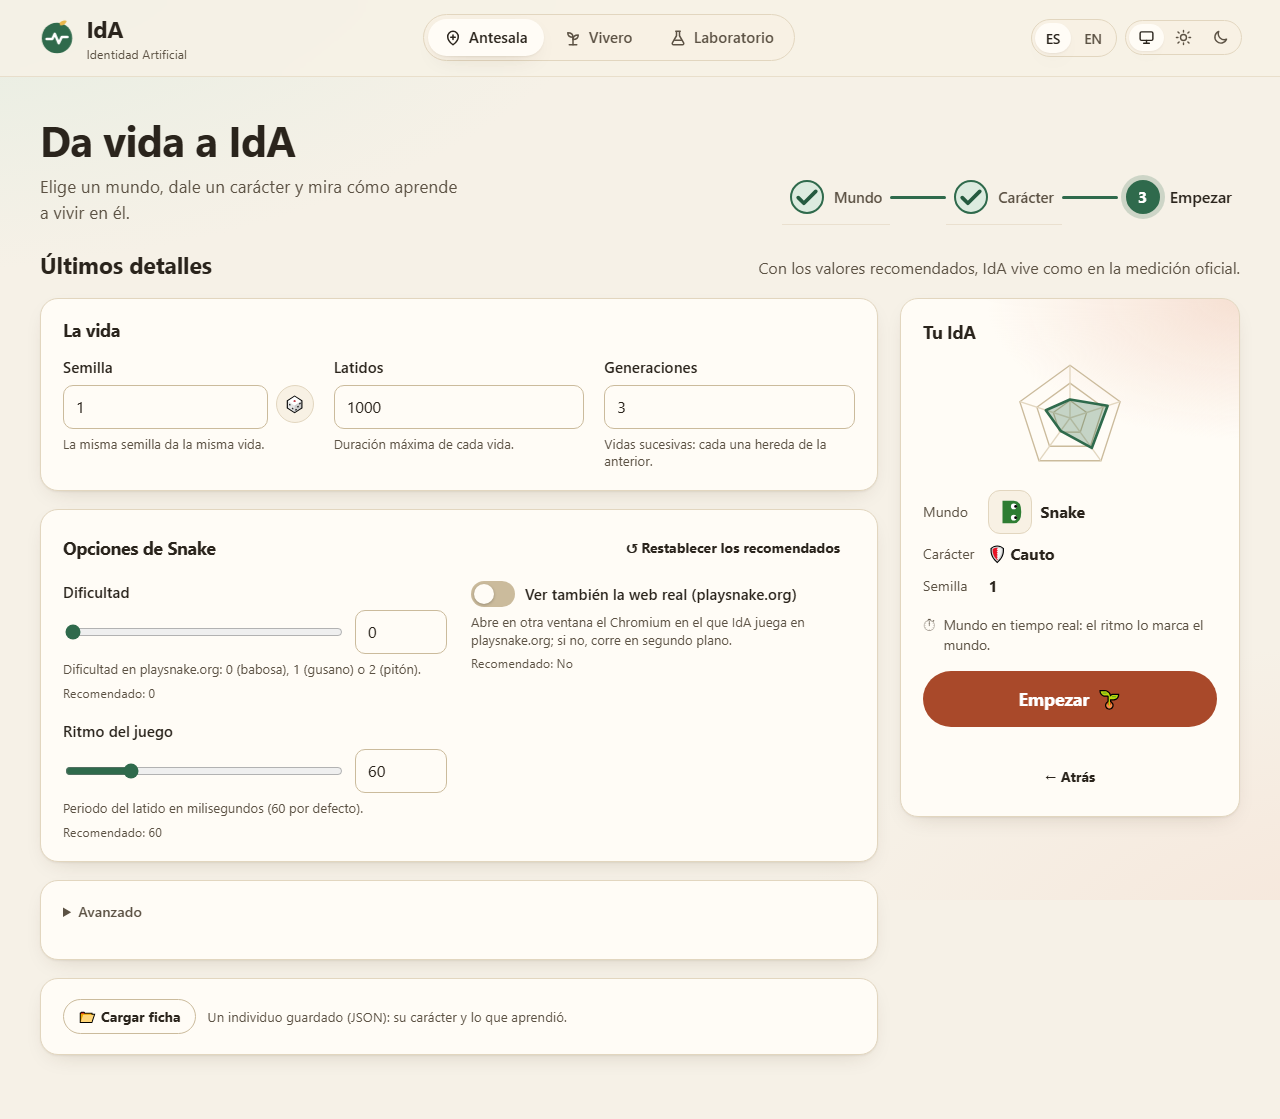 IdA
Identidad Artificial
Antesala
Vivero
Laboratorio
ES
EN
Da vida a IdA
Elige un mundo, dale un carácter y mira cómo aprende
a vivir en él.
Mundo
Carácter
3
Empezar
Últimos detalles
Con los valores recomendados, IdA vive como en la medición oficial.
La vida
Semilla
Latidos
Generaciones
1
1000
3
La misma semilla da la misma vida.
Duración máxima de cada vida.
Vidas sucesivas: cada una hereda de la
anterior.
Opciones de Snake
↺ Restablecer los recomendados
Dificultad
0
Dificultad en playsnake.org: 0 (babosa), 1 (gusano) o 2 (pitón).
Recomendado: 0
Ver también la web real (playsnake.org)
Abre en otra ventana el Chromium en el que IdA juega en
playsnake.org; si no, corre en segundo plano.
Recomendado: No
Ritmo del juego
60
Periodo del latido en milisegundos (60 por defecto).
Recomendado: 60
Avanzado
Cargar ficha
Un individuo guardado (JSON): su carácter y lo que aprendió.
Tu IdA
Mundo
Snake
Carácter
Cauto
Semilla
1
Mundo en tiempo real: el ritmo lo marca el
mundo.
Empezar
← Atrás